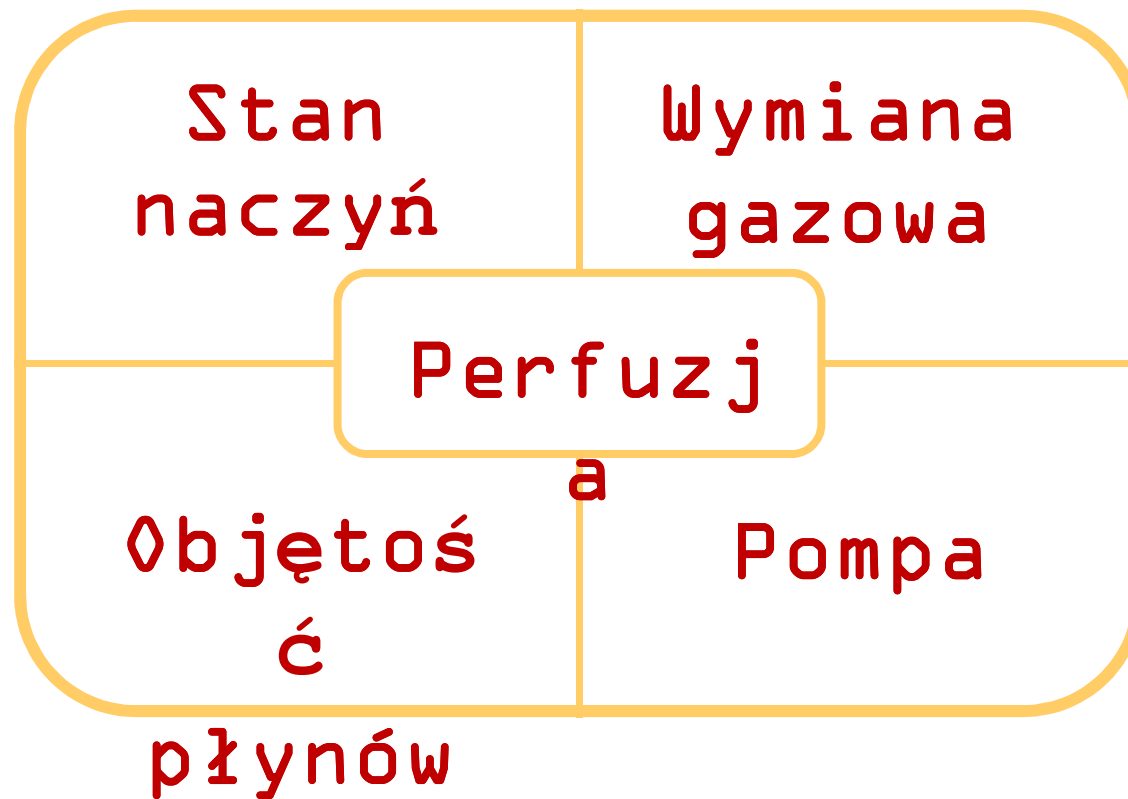 Stan
naczyń
Wymiana
gazowa
Perfuzj
a
Objętoś
ć
płynów
Pompa